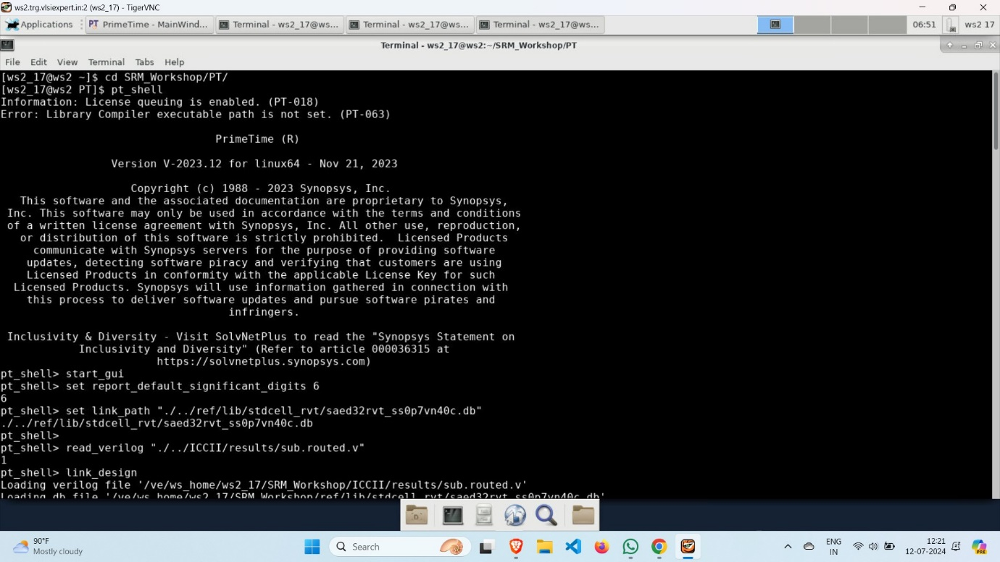 ws2.trg.vlsiexpert.in:2 (ws2_17) - TigerVNC
Applications PT PrimeTime - MainWind... Terminal - ws2_17@ws... Terminal - ws2_17@ws... Terminal - ws2_17@ws... 06:51 ws2 17
Terminal - ws2_17@ws2:~/SRM_Workshop/PT
File Edit View Terminal Tabs Help
[ws2_17@ws2 ~]$ cd SRM_Workshop/PT/
[ws2_17@ws2 PT]$ pt_shell
Information: License queuing is enabled. (PT-018)
Error: Library Compiler executable path is not set. (PT-063)
PrimeTime (R)
Version V-2023.12 for linux64 - Nov 21, 2023
Copyright (c) 1988 - 2023 Synopsys, Inc.
This software and the associated documentation are proprietary to Synopsys,
Inc. This software may only be used in accordance with the terms and conditions
of a written license agreement with Synopsys, Inc. All other use, reproduction,
or distribution of this software is strictly prohibited.  Licensed Products
communicate with Synopsys servers for the purpose of providing software
updates, detecting software piracy and verifying that customers are using
Licensed Products in conformity with the applicable License Key for such
Licensed Products. Synopsys will use information gathered in connection with
this process to deliver software updates and pursue software pirates and
infringers.
Inclusivity & Diversity - Visit SolvNetPlus to read the "Synopsys Statement on
Inclusivity and Diversity" (Refer to article 000036315 at
https://solvnetplus.synopsys.com)
pt_shell> start_gui
pt_shell> set report_default_significant_digits 6
6
pt_shell> set link_path "./../ref/lib/stdcell_rvt/saed32rvt_ss0p7vn40c.db"
./../ref/lib/stdcell_rvt/saed32rvt_ss0p7vn40c.db
pt_shell>
pt_shell> read_verilog "./../ICCII/results/sub.routed.v"
1
pt_shell> link_design
Loading verilog file '/ve/ws_home/ws2_17/SRM_Workshop/ICCII/results/sub.routed.v'
Loading db file '/ve/ws_home/ws2_17/SRM_Workshop/ref/lib/stdcell_rvt/saed32rvt_ss0p7vn40c.db'
90°F
Mostly cloudy
Search
ENG
IN
12:21
12-07-2024
PRE